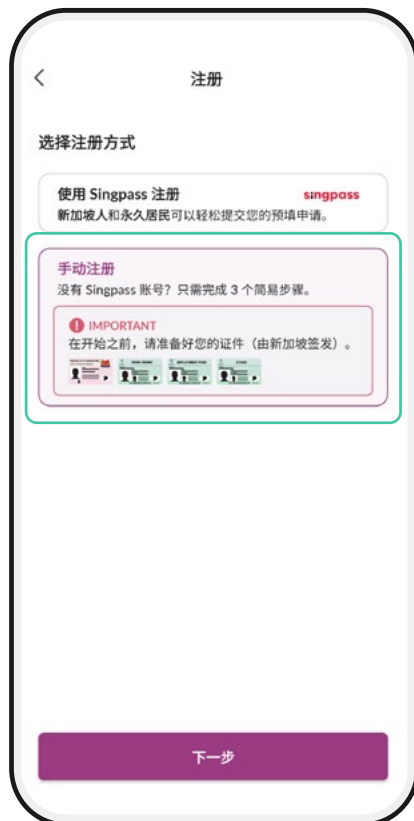 注册
选择注册方式
使用 Singpass 注册
singpass
新加坡人和永久居民可以轻松提交您的预填申请。
手动注册
没有 Singpass 账号？只需完成 3 个简易步骤。
IMPORTANT
在开始之前，请准备好您的证件（由新加坡签发）。
下一步